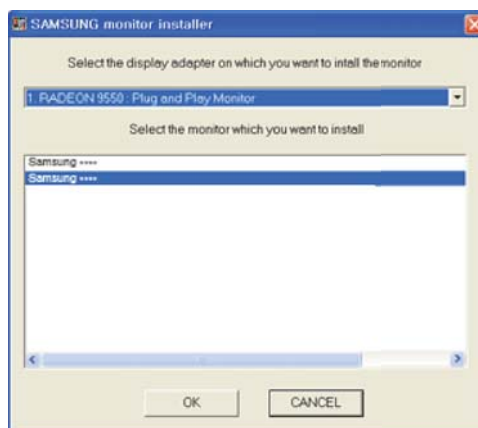 SAMSUNG monitor installer
Select the display adapter on which you want to intall the monitor
1. RADEON 9550 : Plug and Play Monitor
Select the monitor which you want to install
Samsung ----
Samsung ----
OK
CANCEL